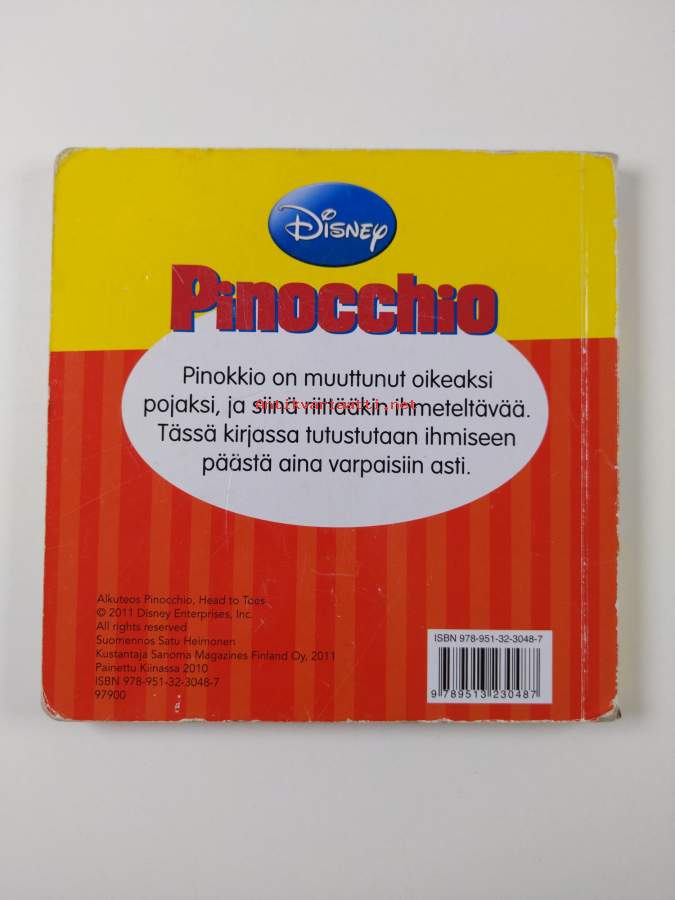 Disney
Pinocchio
Pinokkio on muuttunut oikeaksi
pojaksi, ja siinä riittääkin ihmeteltävää.
antikvariaatti.net
Tässä kirjassa tutustutaan ihmiseen
päästä aina varpaisiin asti.
Alkuteos Pinocchio, Head to Toes
© 2011 Disney Enterprises, Inc.
All rights reserved
Suomennos Satu Heimonen
Kustantaja Sanoma Magazines Finland Oy, 2011
Painettu Kiinassa 2010
ISBN 978-951-32-3048-7
97900
ISBN 978-951-32-3048-7
9 789513 230487